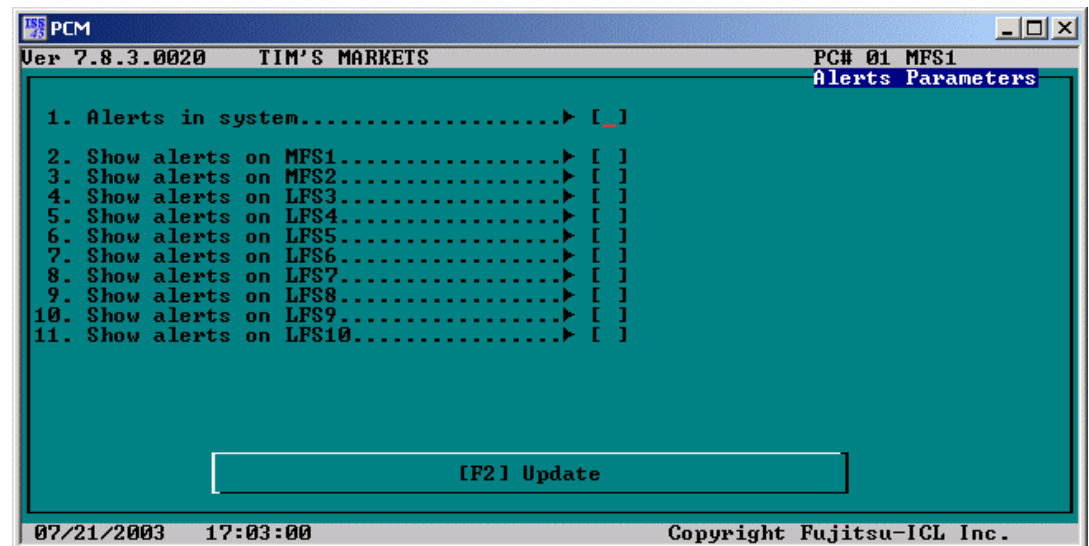 ISS 45 PCM
Ver 7.8.3.0020 TIM'S MARKETS PC# 01 MFS1
Alerts Parameters
1. Alerts in system....................► [_]
2. Show alerts on MFS1.................► [ ]
3. Show alerts on MFS2.................► [ ]
4. Show alerts on LFS3.................► [ ]
5. Show alerts on LFS4.................► [ ]
6. Show alerts on LFS5.................► [ ]
7. Show alerts on LFS6.................► [ ]
8. Show alerts on LFS7.................► [ ]
9. Show alerts on LFS8.................► [ ]
10. Show alerts on LFS9.................► [ ]
11. Show alerts on LFS10................► [ ]
[F2] Update
07/21/2003 17:03:00 Copyright Fujitsu-ICL Inc.